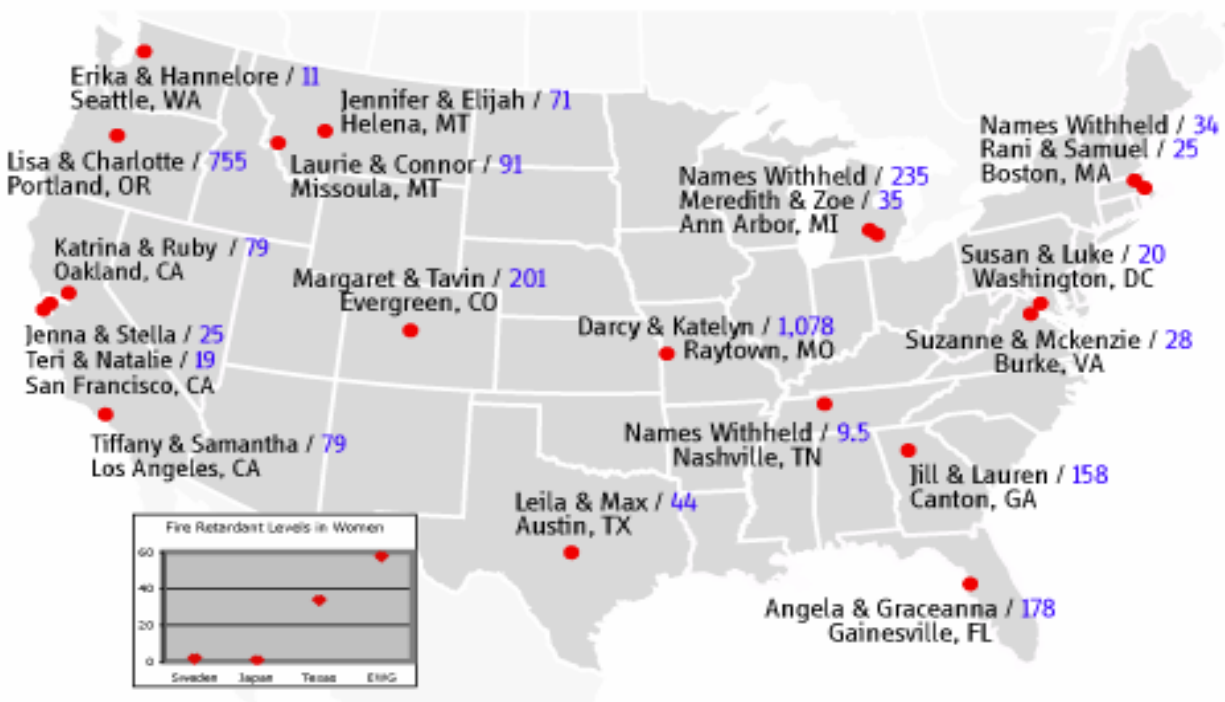 Erika & Hannelore / 11
Seattle, WA
Jennifer & Elijah / 71
Helena, MT
Lisa & Charlotte / 755
Portland, OR
Laurie & Connor / 91
Missoula, MT
Names Withheld / 34
Rani & Samuel / 25
Boston, MA
Names Withheld / 235
Meredith & Zoe / 35
Ann Arbor, MI
Katrina & Ruby / 79
Oakland, CA
Margaret & Tavin / 201
Evergreen, CO
Susan & Luke / 20
Washington, DC
Jenna & Stella / 25
Teri & Natalie / 19
San Francisco, CA
Darcy & Katelyn / 1,078
Raytown, MO
Suzanne & Mckenzie / 28
Burke, VA
Tiffany & Samantha / 79
Los Angeles, CA
Names Withheld / 9.5
Nashville, TN
Jill & Lauren / 158
Canton, GA
Leila & Max / 44
Austin, TX
Angela & Graceanna / 178
Gainesville, FL
Fire Retardant Levels in Women
60
40
20
0
Sweden Japan Texas EWG